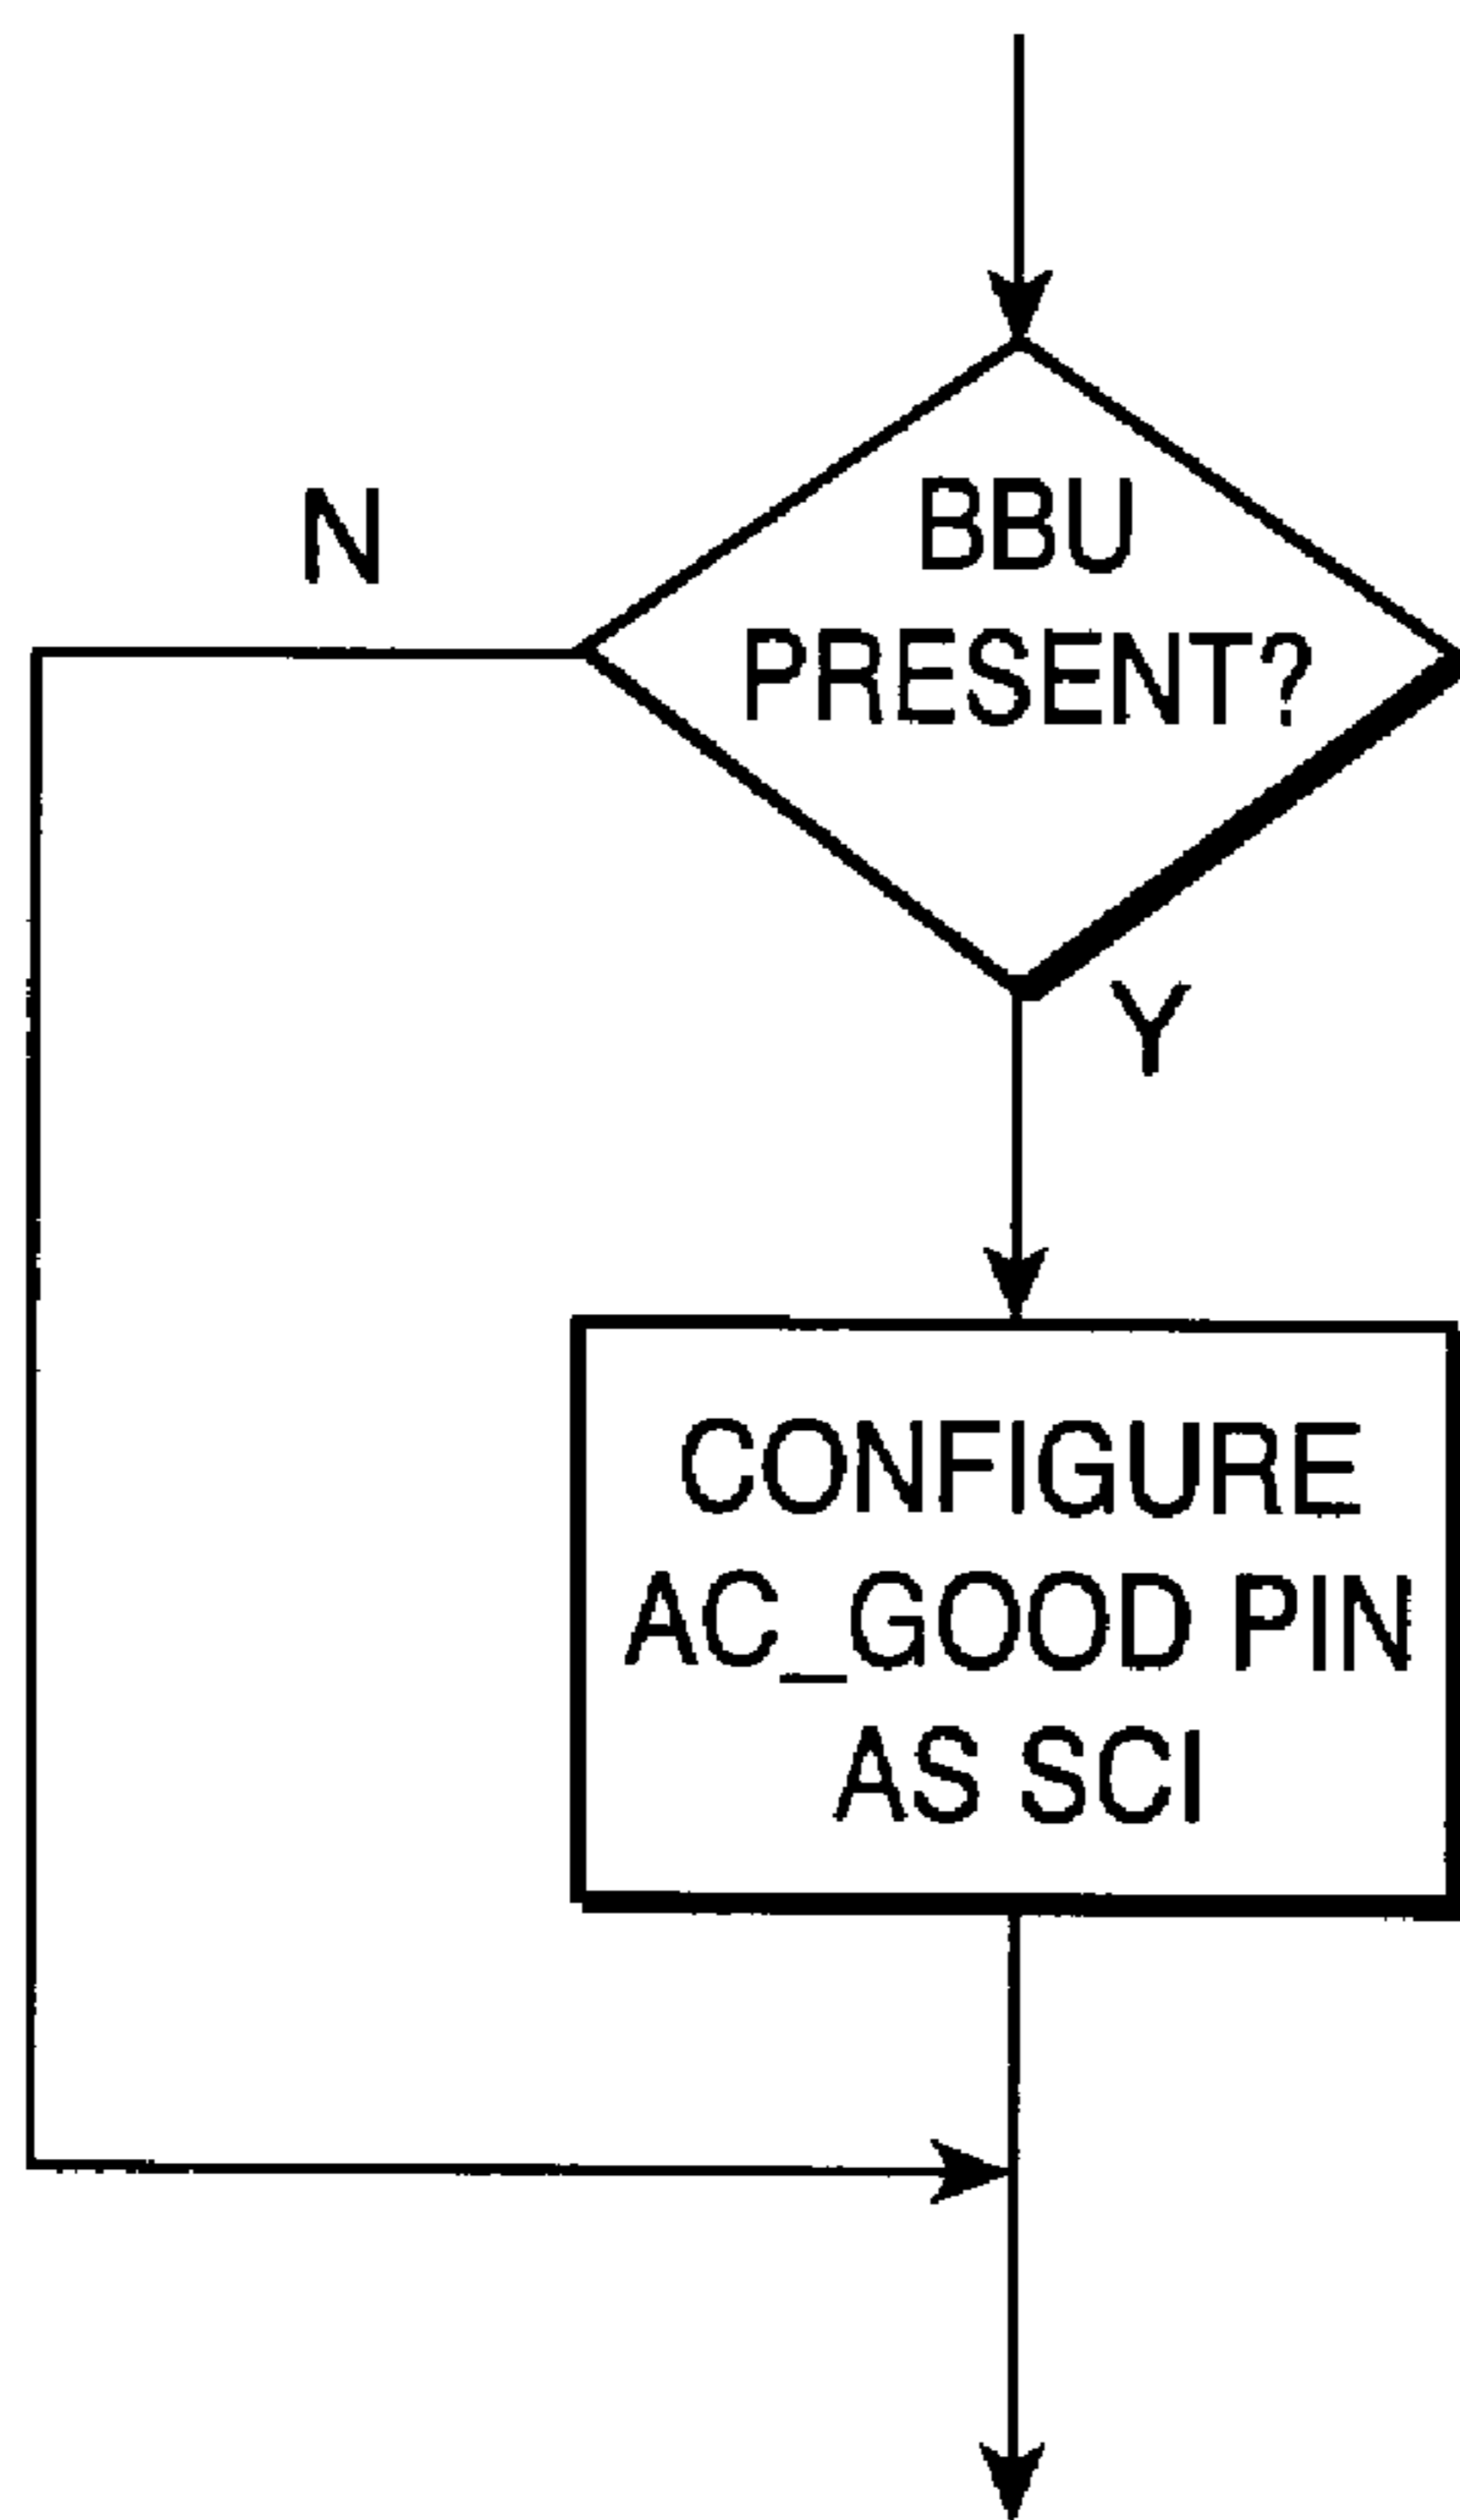 BBU
N
PRESENT?
Y
CONFIGURE
AC_GOOD PIN
AS SCI